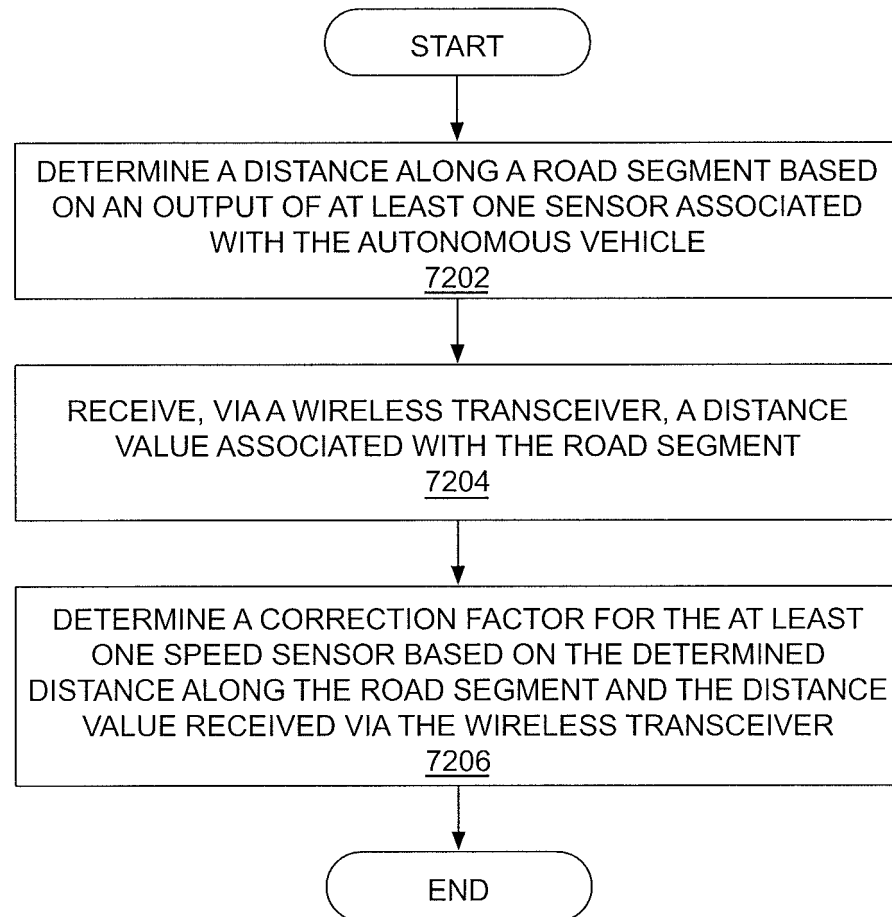 START
DETERMINE A DISTANCE ALONG A ROAD SEGMENT BASED
ON AN OUTPUT OF AT LEAST ONE SENSOR ASSOCIATED
WITH THE AUTONOMOUS VEHICLE
7202
RECEIVE, VIA A WIRELESS TRANSCEIVER, A DISTANCE
VALUE ASSOCIATED WITH THE ROAD SEGMENT
7204
DETERMINE A CORRECTION FACTOR FOR THE AT LEAST
ONE SPEED SENSOR BASED ON THE DETERMINED
DISTANCE ALONG THE ROAD SEGMENT AND THE DISTANCE
VALUE RECEIVED VIA THE WIRELESS TRANSCEIVER
7206
END